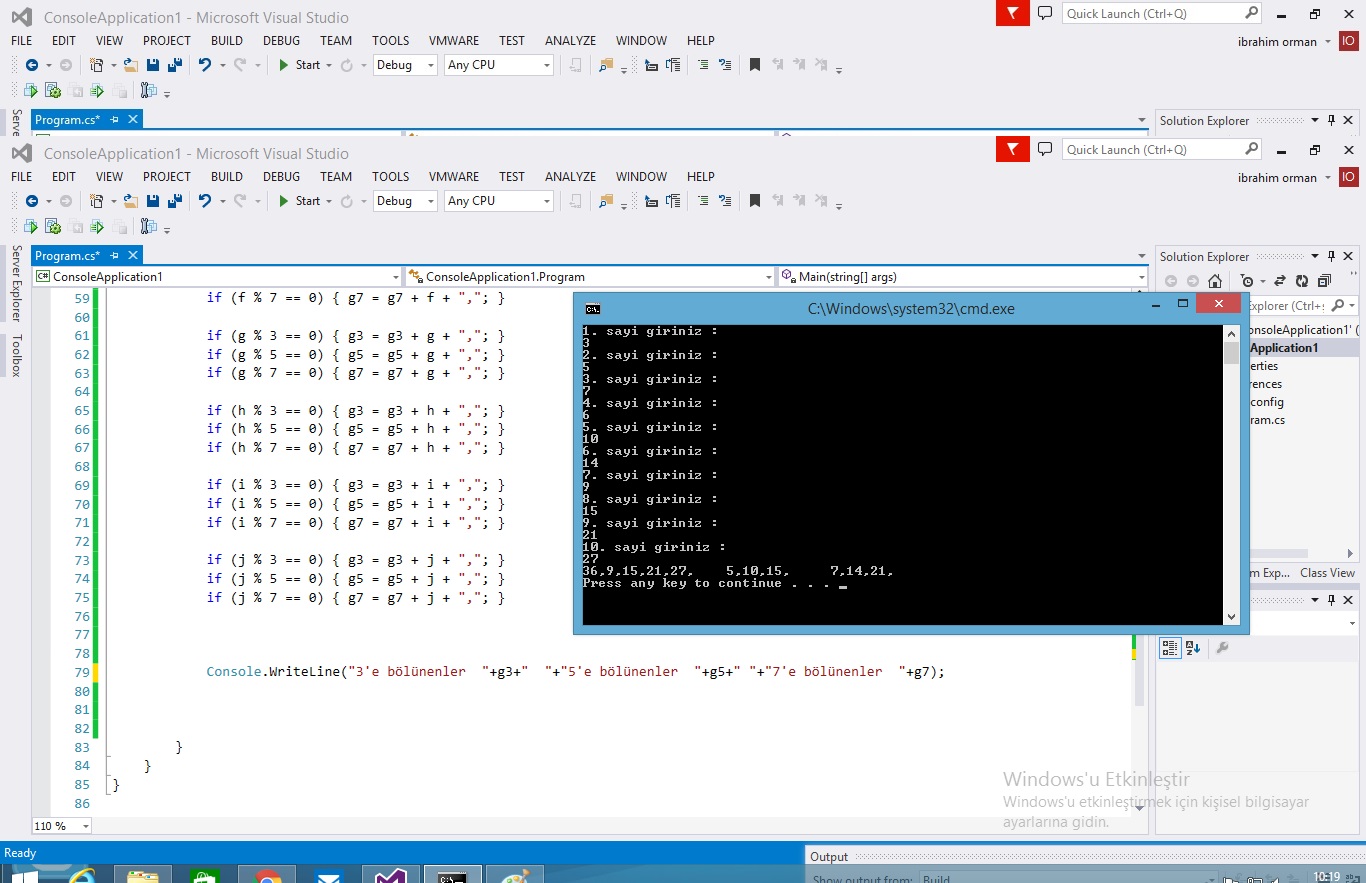 ConsoleApplication1 - Microsoft Visual Studio
Quick Launch (Ctrl+Q)
FILE EDIT VIEW PROJECT BUILD DEBUG TEAM TOOLS VMWARE TEST ANALYZE WINDOW HELP
ibrahim orman IO
Start Debug Any CPU
Program.cs*
Solution Explorer
ConsoleApplication1 - Microsoft Visual Studio
Quick Launch (Ctrl+Q)
FILE EDIT VIEW PROJECT BUILD DEBUG TEAM TOOLS VMWARE TEST ANALYZE WINDOW HELP
ibrahim orman IO
Start Debug Any CPU
Program.cs*
Solution Explorer
Server Explorer
Toolbox
C# ConsoleApplication1 ConsoleApplication1.Program Main(string[] args)
59 if (f % 7 == 0) { g7 = g7 + f + ","; }
60
61 if (g % 3 == 0) { g3 = g3 + g + ","; }
62 if (g % 5 == 0) { g5 = g5 + g + ","; }
63 if (g % 7 == 0) { g7 = g7 + g + ","; }
64
65 if (h % 3 == 0) { g3 = g3 + h + ","; }
66 if (h % 5 == 0) { g5 = g5 + h + ","; }
67 if (h % 7 == 0) { g7 = g7 + h + ","; }
68
69 if (i % 3 == 0) { g3 = g3 + i + ","; }
70 if (i % 5 == 0) { g5 = g5 + i + ","; }
71 if (i % 7 == 0) { g7 = g7 + i + ","; }
72
73 if (j % 3 == 0) { g3 = g3 + j + ","; }
74 if (j % 5 == 0) { g5 = g5 + j + ","; }
75 if (j % 7 == 0) { g7 = g7 + j + ","; }
76
77
78
79 Console.WriteLine("3'e bölünenler  "+g3+"  "+"5'e bölünenler  "+g5+" "+"7'e bölünenler  "+g7);
80
81
82
83 }
84 }
85 }
86
110 %
C:\Windows\system32\cmd.exe
1. sayi giriniz :
3
2. sayi giriniz :
5
3. sayi giriniz :
7
4. sayi giriniz :
6
5. sayi giriniz :
10
6. sayi giriniz :
14
7. sayi giriniz :
9
8. sayi giriniz :
15
9. sayi giriniz :
21
10. sayi giriniz :
27
36,9,15,21,27, 5,10,15, 7,14,21,
Press any key to continue . . .
Explorer (Ctrl+;
onsoleApplication1' (
Application1
erties
rences
config
ram.cs
m Exp... Class View
Windows'u Etkinleştir
Windows'u etkinleştirmek için kişisel bilgisayar
ayarlarına gidin.
Ready
Output
Show output from: Build
10:19